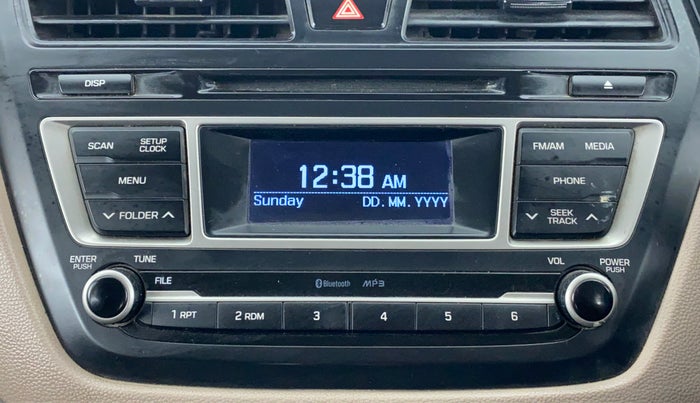 DISP
SCAN SETUP CLOCK
FM/AM MEDIA
MENU
PHONE
FOLDER
SEEK TRACK
12:38 AM
Sunday DD.MM.YYYY
ENTER PUSH
TUNE
VOL
POWER PUSH
FILE
Bluetooth MP3
1 RPT 2 RDM 3 4 5 6